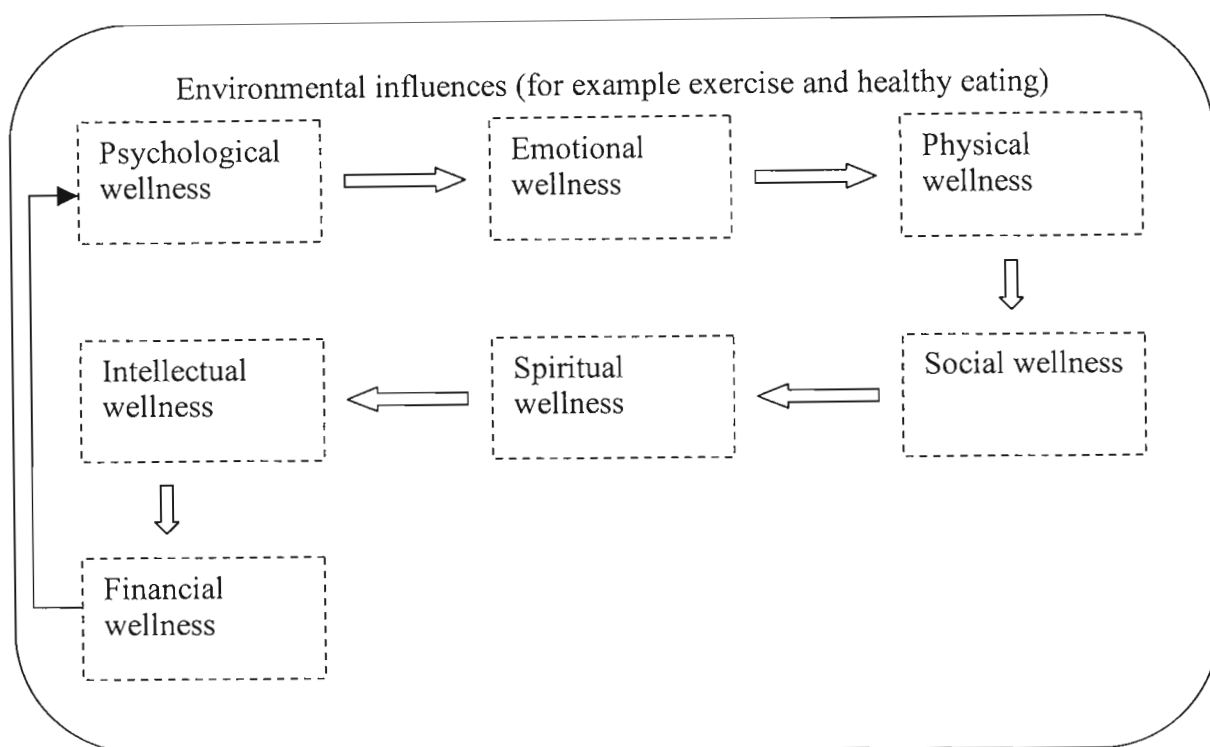 Environmental influences (for example exercise and healthy eating)
Psychological
wellness
Emotional
wellness
Physical
wellness
Intellectual
wellness
Spiritual
wellness
Social wellness
Financial
wellness